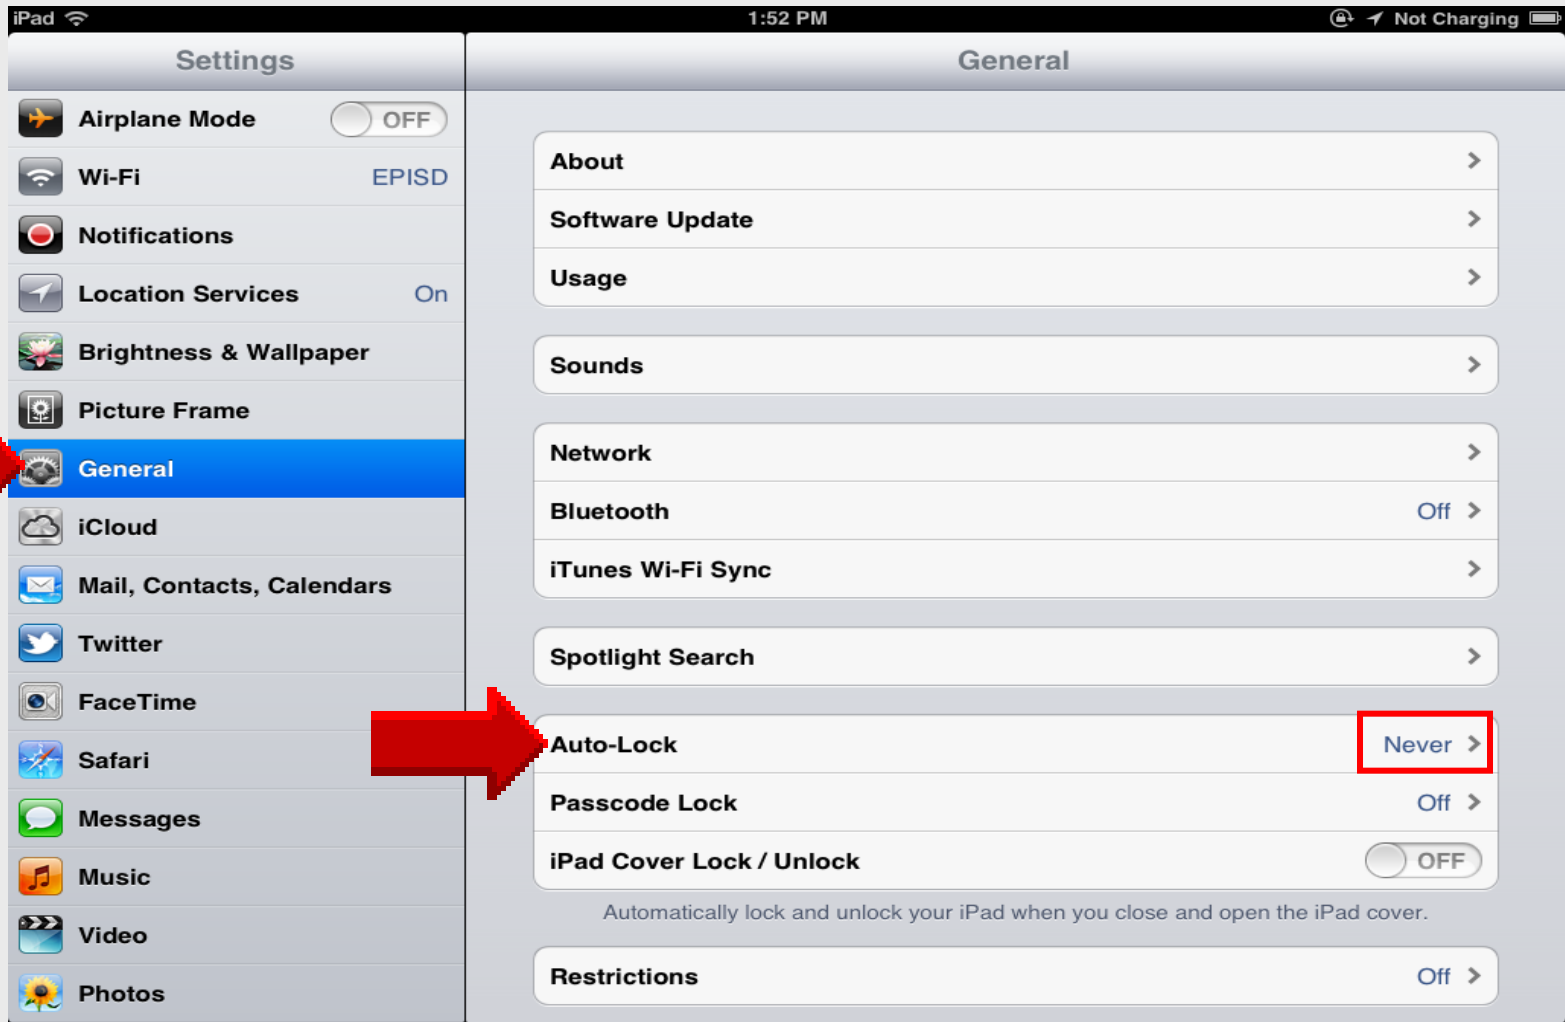 iPad 1:52 PM Not Charging
Settings
Airplane Mode OFF
Wi-Fi EPISD
Notifications
Location Services On
Brightness & Wallpaper
Picture Frame
General
iCloud
Mail, Contacts, Calendars
Twitter
FaceTime
Safari
Messages
Music
Video
Photos
General
About
Software Update
Usage
Sounds
Network
Bluetooth Off
iTunes Wi-Fi Sync
Spotlight Search
Auto-Lock Never
Passcode Lock Off
iPad Cover Lock / Unlock OFF
Automatically lock and unlock your iPad when you close and open the iPad cover.
Restrictions Off